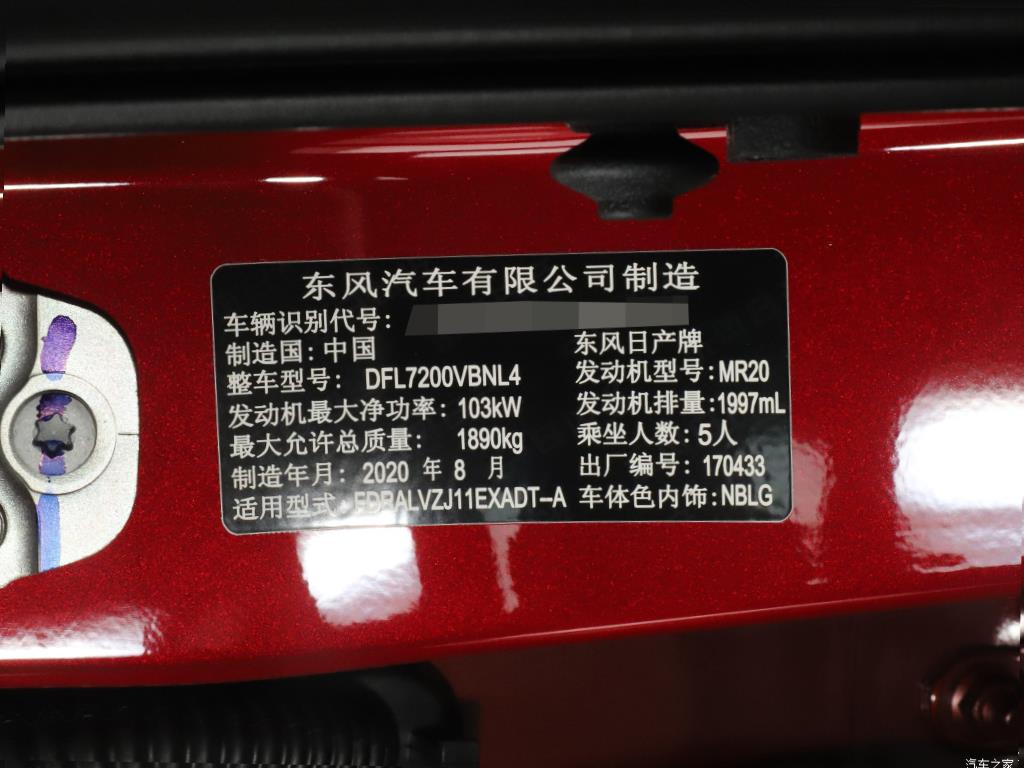 东风汽车有限公司制造
车辆识别代号：
制造国：中国 东风日产牌
整车型号： DFL7200VBNL4 发动机型号：MR20
发动机最大净功率：103kW 发动机排量：1997mL
最大允许总质量： 1890kg 乘坐人数：5人
制造年月：2020 年 8 月 出厂编号：170433
适用型式：FDRALVZJ11EXADT-A 车体色内饰：NBLG
汽车之家